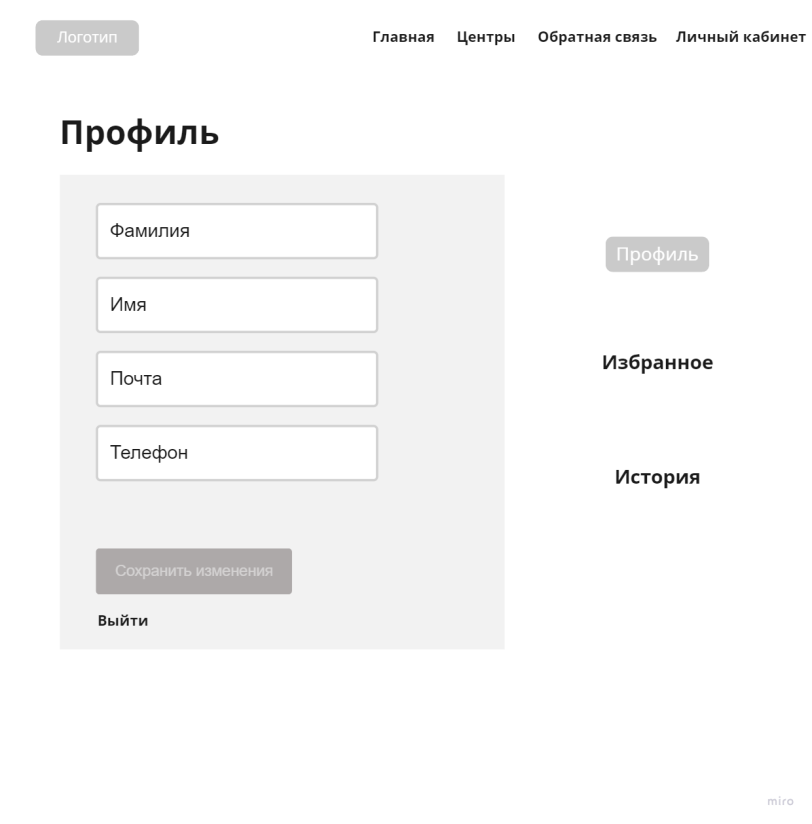 Логотип
Главная Центры Обратная связь Личный кабинет
Профиль
Фамилия
Имя
Почта
Телефон
Сохранить изменения
Выйти
Профиль
Избранное
История
miro